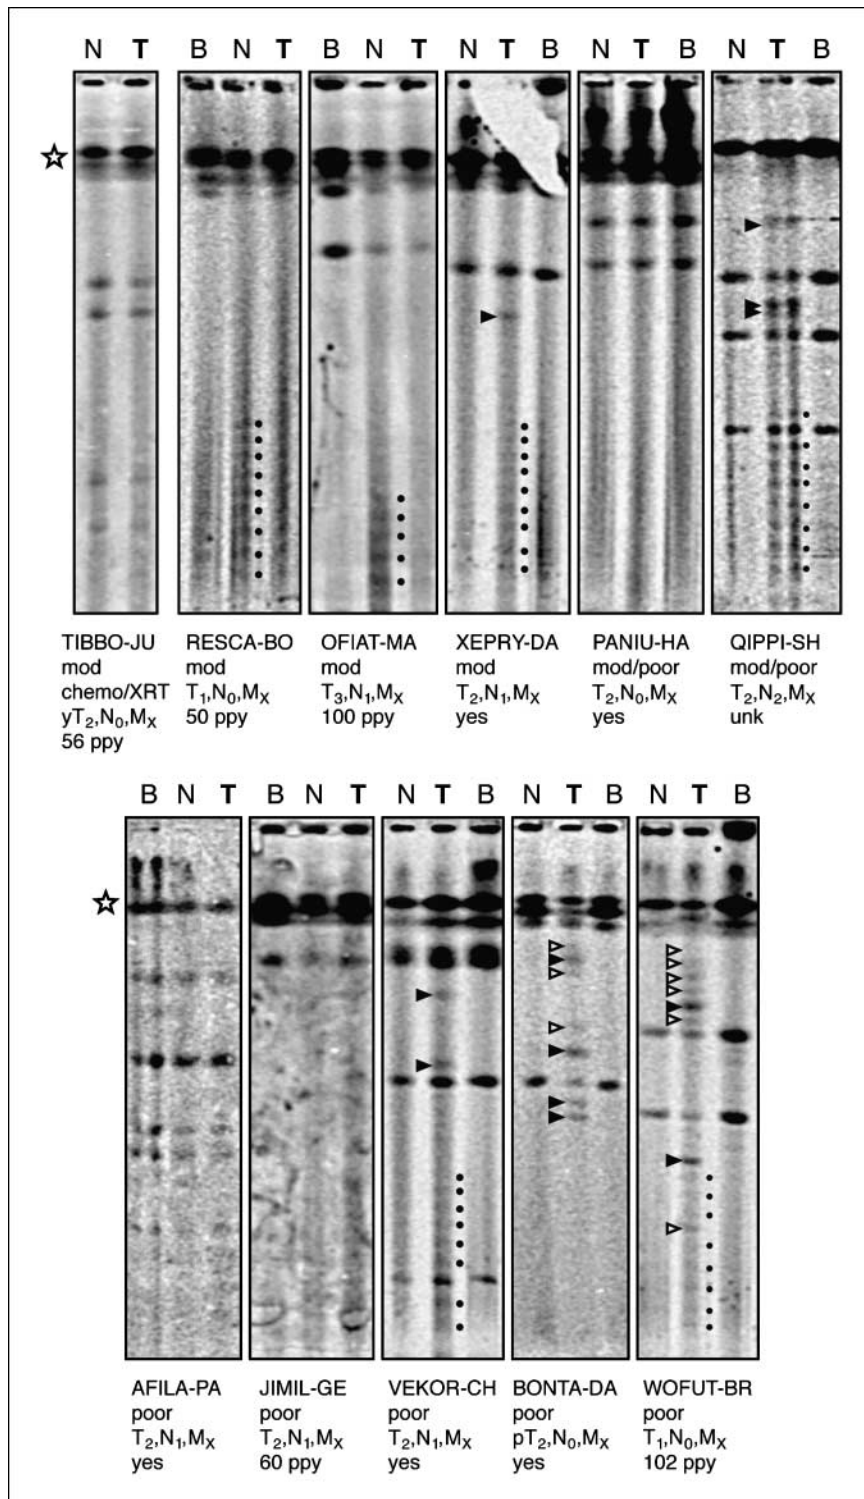 N T B N T B N T N T B N T B N T B
TIBBO-JU
mod
chemo/XRT
yT2,N0,MX
56 ppy
RESCA-BO
mod
T1,N0,MX
50 ppy
OFIAT-MA
mod
T3,N1,MX
100 ppy
XEPRY-DA
mod
T2,N1,MX
yes
PANIU-HA
mod/poor
T2,N0,MX
yes
QIPPI-SH
mod/poor
T2,N2,MX
unk
B N T B N T N T B N T B N T B
AFILA-PA
poor
T2,N1,MX
yes
JIMIL-GE
poor
T2,N1,MX
60 ppy
VEKOR-CH
poor
T2,N1,MX
yes
BONTA-DA
poor
pT2,N0,MX
yes
WOFUT-BR
poor
T1,N0,MX
102 ppy